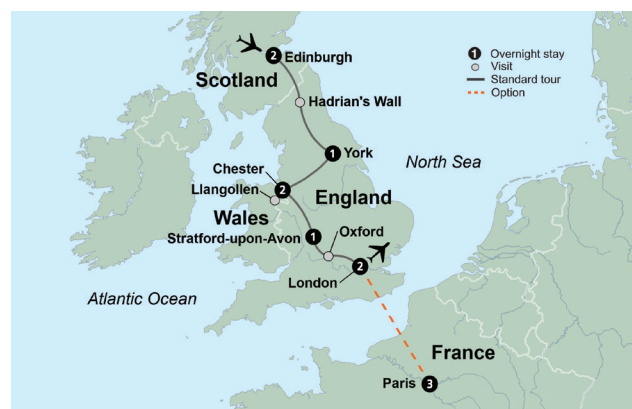 2 Edinburgh
Scotland
1 Overnight stay
Visit
Standard tour
Option
Hadrian's Wall
1 York
North Sea
Chester
2
Llangollen
England
Wales
Stratford-upon-Avon 1
Oxford
London 2
Atlantic Ocean
France
Paris 3